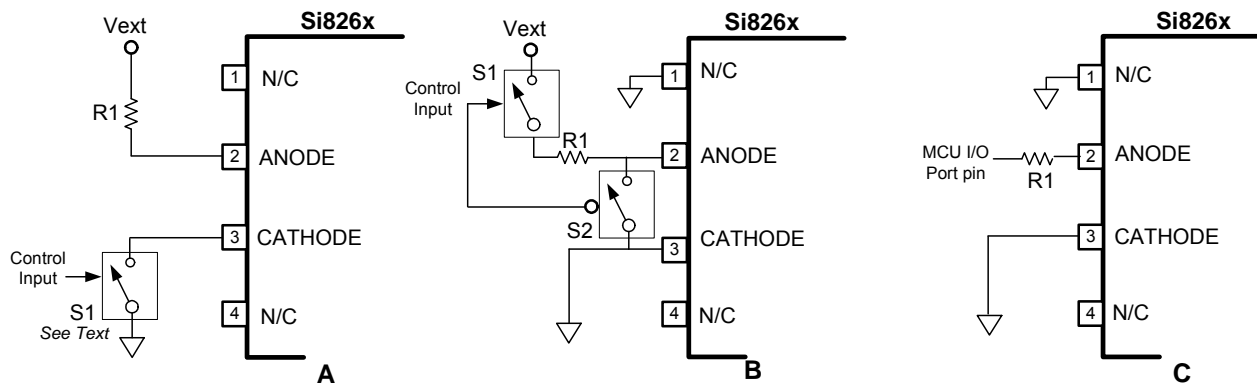 Si826x
Vext
1 N/C
R1
2 ANODE
3 CATHODE
Control
Input
S1
See Text
4 N/C
A
Si826x
Vext
S1
Control
Input
1 N/C
R1
2 ANODE
S2
3 CATHODE
4 N/C
B
Si826x
1 N/C
MCU I/O
Port pin
R1
2 ANODE
3 CATHODE
4 N/C
C